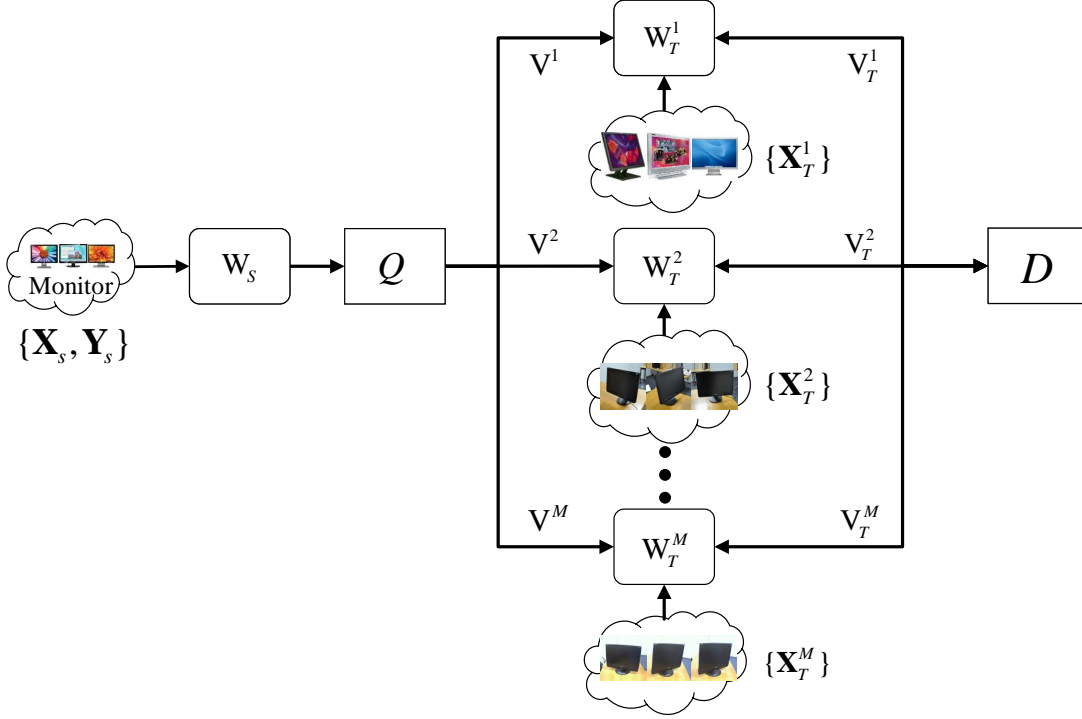 W_T^1
V^1
V_T^1
{X_T^1}
V^2
V_T^2
W_S
Q
W_T^2
D
Monitor
{X_s, Y_s}
{X_T^2}
V^M
V_T^M
W_T^M
{X_T^M}